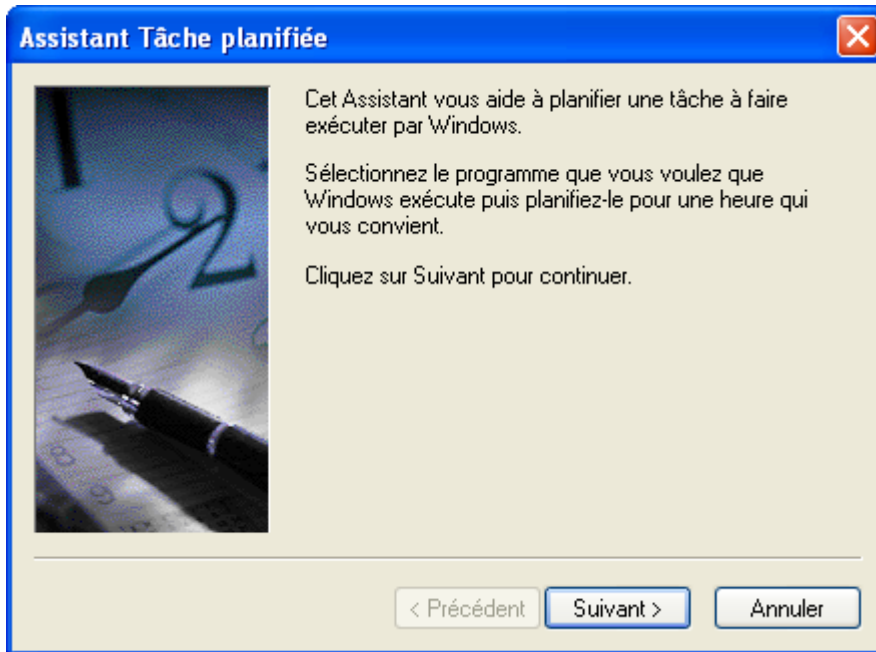 Assistant Tâche planifiée
Cet Assistant vous aide à planifier une tâche à faire
exécuter par Windows.
Sélectionnez le programme que vous voulez que
Windows exécute puis planifiez-le pour une heure qui
vous convient.
Cliquez sur Suivant pour continuer.
< Précédent
Suivant >
Annuler